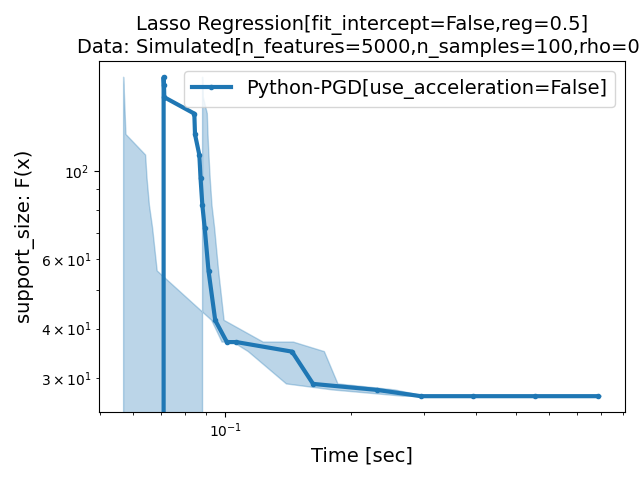 Lasso Regression[fit_intercept=False,reg=0.5]
Data: Simulated[n_features=5000,n_samples=100,rho=0
Python-PGD[use_acceleration=False]
support_size: F(x)
10²
6 × 10¹
4 × 10¹
3 × 10¹
10⁻¹
Time [sec]